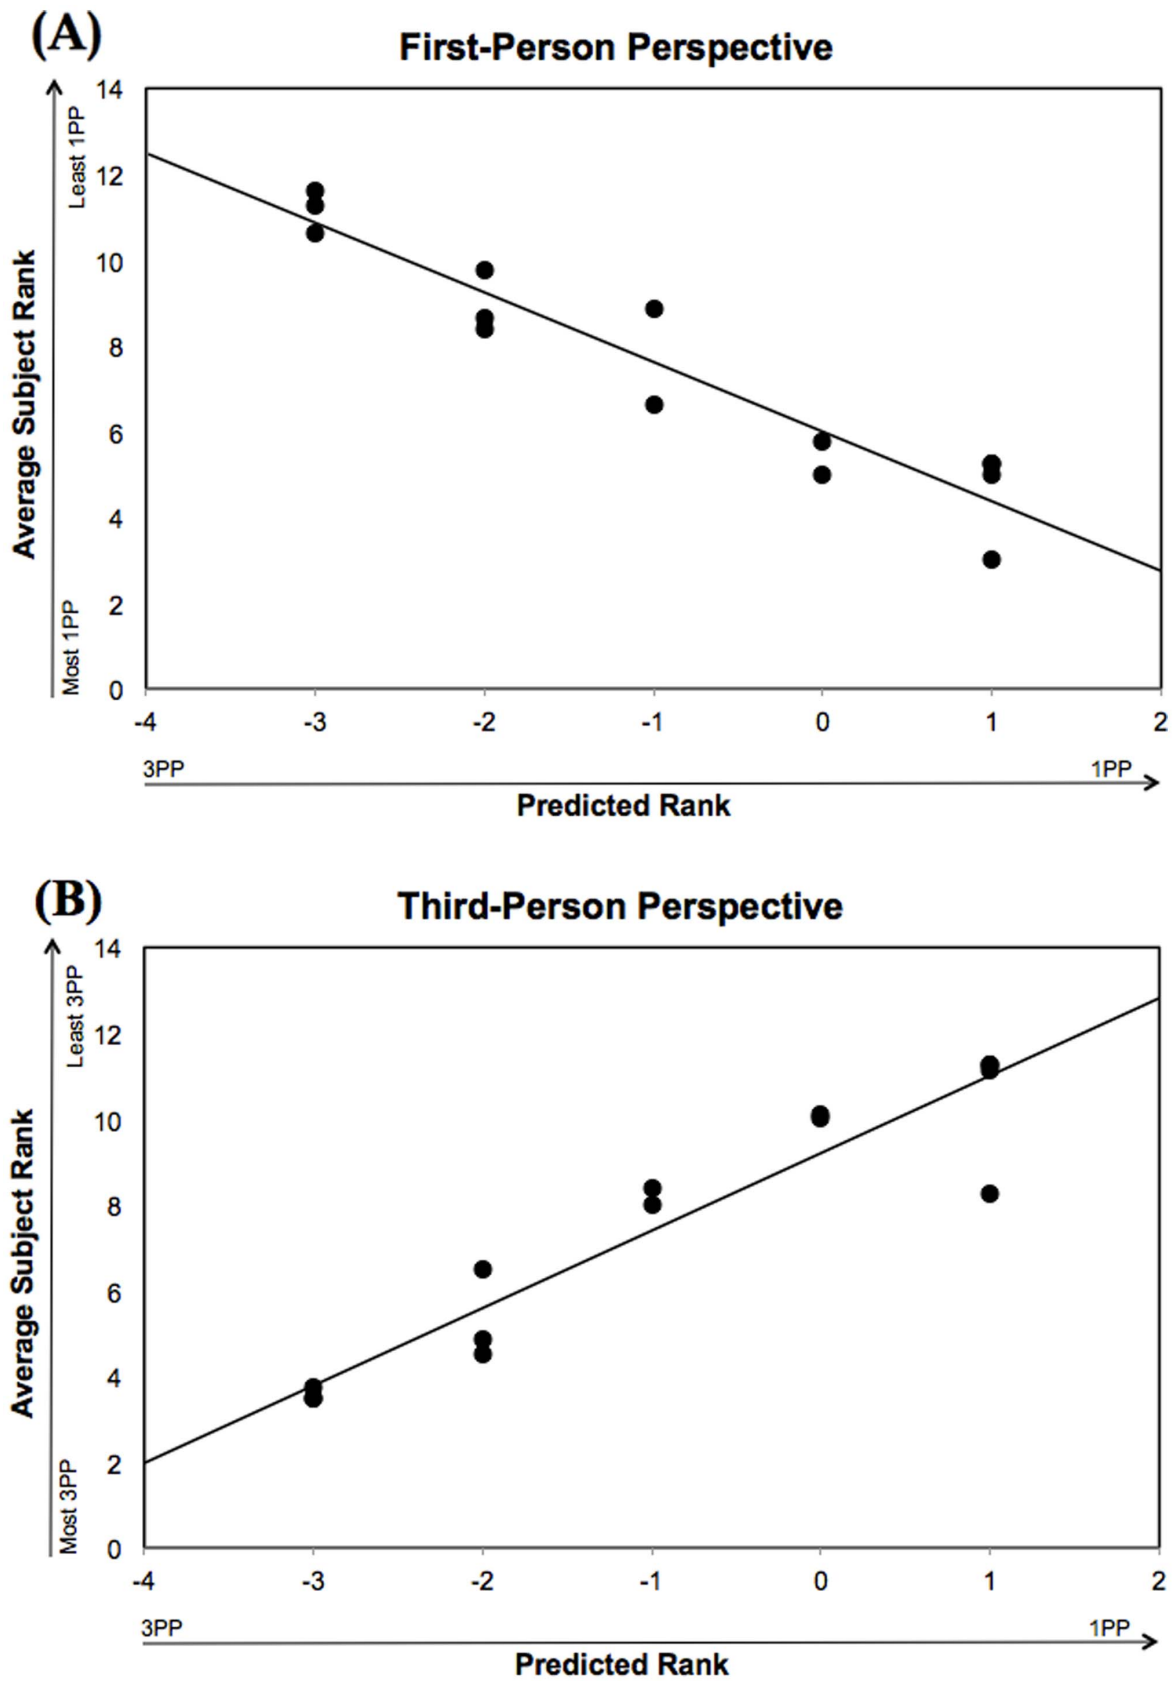 (A)
First-Person Perspective
Least 1PP
Most 1PP
Average Subject Rank
14
12
10
8
6
4
2
0
-4 -3 -2 -1 0 1 2
3PP 1PP
Predicted Rank
(B)
Third-Person Perspective
Least 3PP
Most 3PP
Average Subject Rank
14
12
10
8
6
4
2
0
-4 -3 -2 -1 0 1 2
3PP 1PP
Predicted Rank